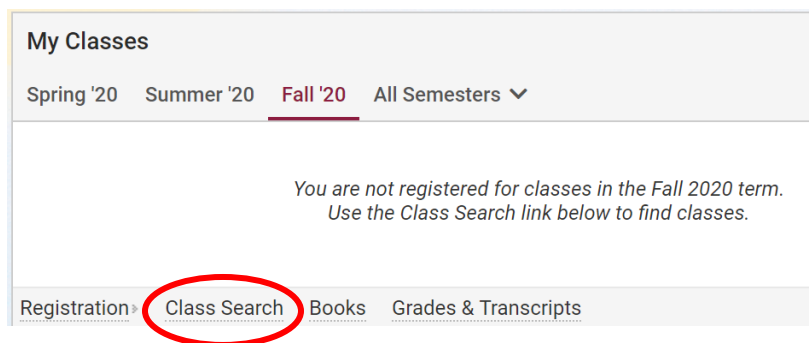 My Classes
Spring '20 Summer '20 Fall '20 All Semesters
You are not registered for classes in the Fall 2020 term.
Use the Class Search link below to find classes.
Registration Class Search Books Grades & Transcripts